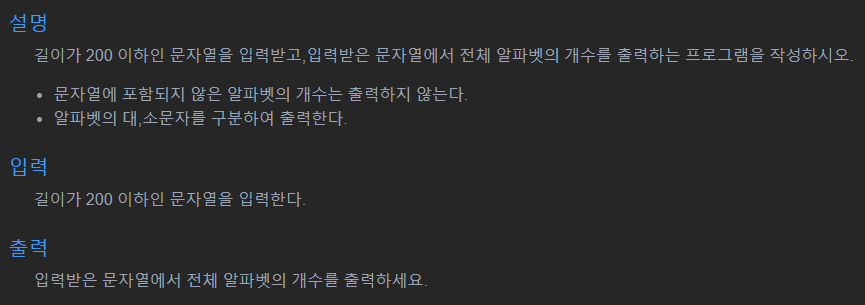 설명
길이가 200 이하인 문자열을 입력받고,입력받은 문자열에서 전체 알파벳의 개수를 출력하는 프로그램을 작성하시오.
• 문자열에 포함되지 않은 알파벳의 개수는 출력하지 않는다.
• 알파벳의 대,소문자를 구분하여 출력한다.
입력
길이가 200 이하인 문자열을 입력한다.
출력
입력받은 문자열에서 전체 알파벳의 개수를 출력하세요.